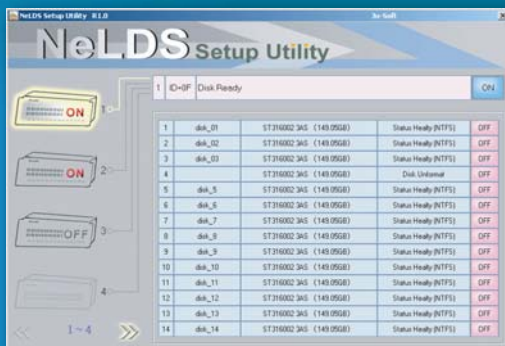 NeLDS Setup Utility R.1.0
NeLDS Setup Utility
1 ID=0F Disk Ready ON
ON 1
ON 2
OFF 3
4
1 ~ 4
1 disk_01 ST316002 3AS (149.05GB) Status Healty (NTFS) OFF
2 disk_02 ST316002 3AS (149.05GB) Status Healty (NTFS) OFF
3 disk_03 ST316002 3AS (149.05GB) Status Healty (NTFS) OFF
4 ST316002 3AS (149.05GB) Disk Unformat OFF
5 disk_5 ST316002 3AS (149.05GB) Status Healty (NTFS) OFF
6 disk_6 ST316002 3AS (149.05GB) Status Healty (NTFS) OFF
7 disk_7 ST316002 3AS (149.05GB) Status Healty (NTFS) OFF
8 disk_8 ST316002 3AS (149.05GB) Status Healty (NTFS) OFF
9 disk_9 ST316002 3AS (149.05GB) Status Healty (NTFS) OFF
10 disk_10 ST316002 3AS (149.05GB) Status Healty (NTFS) OFF
11 disk_11 ST316002 3AS (149.05GB) Status Healty (NTFS) OFF
12 disk_12 ST316002 3AS (149.05GB) Status Healty (NTFS) OFF
13 disk_13 ST316002 3AS (149.05GB) Status Healty (NTFS) OFF
14 disk_14 ST316002 3AS (149.05GB) Status Healty (NTFS) OFF